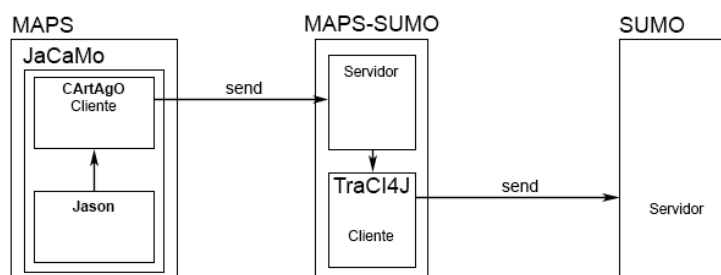 MAPS
JaCaMo
CArtAgO
Cliente
Jason
send
MAPS-SUMO
Servidor
TraCI4J
Cliente
send
SUMO
Servidor